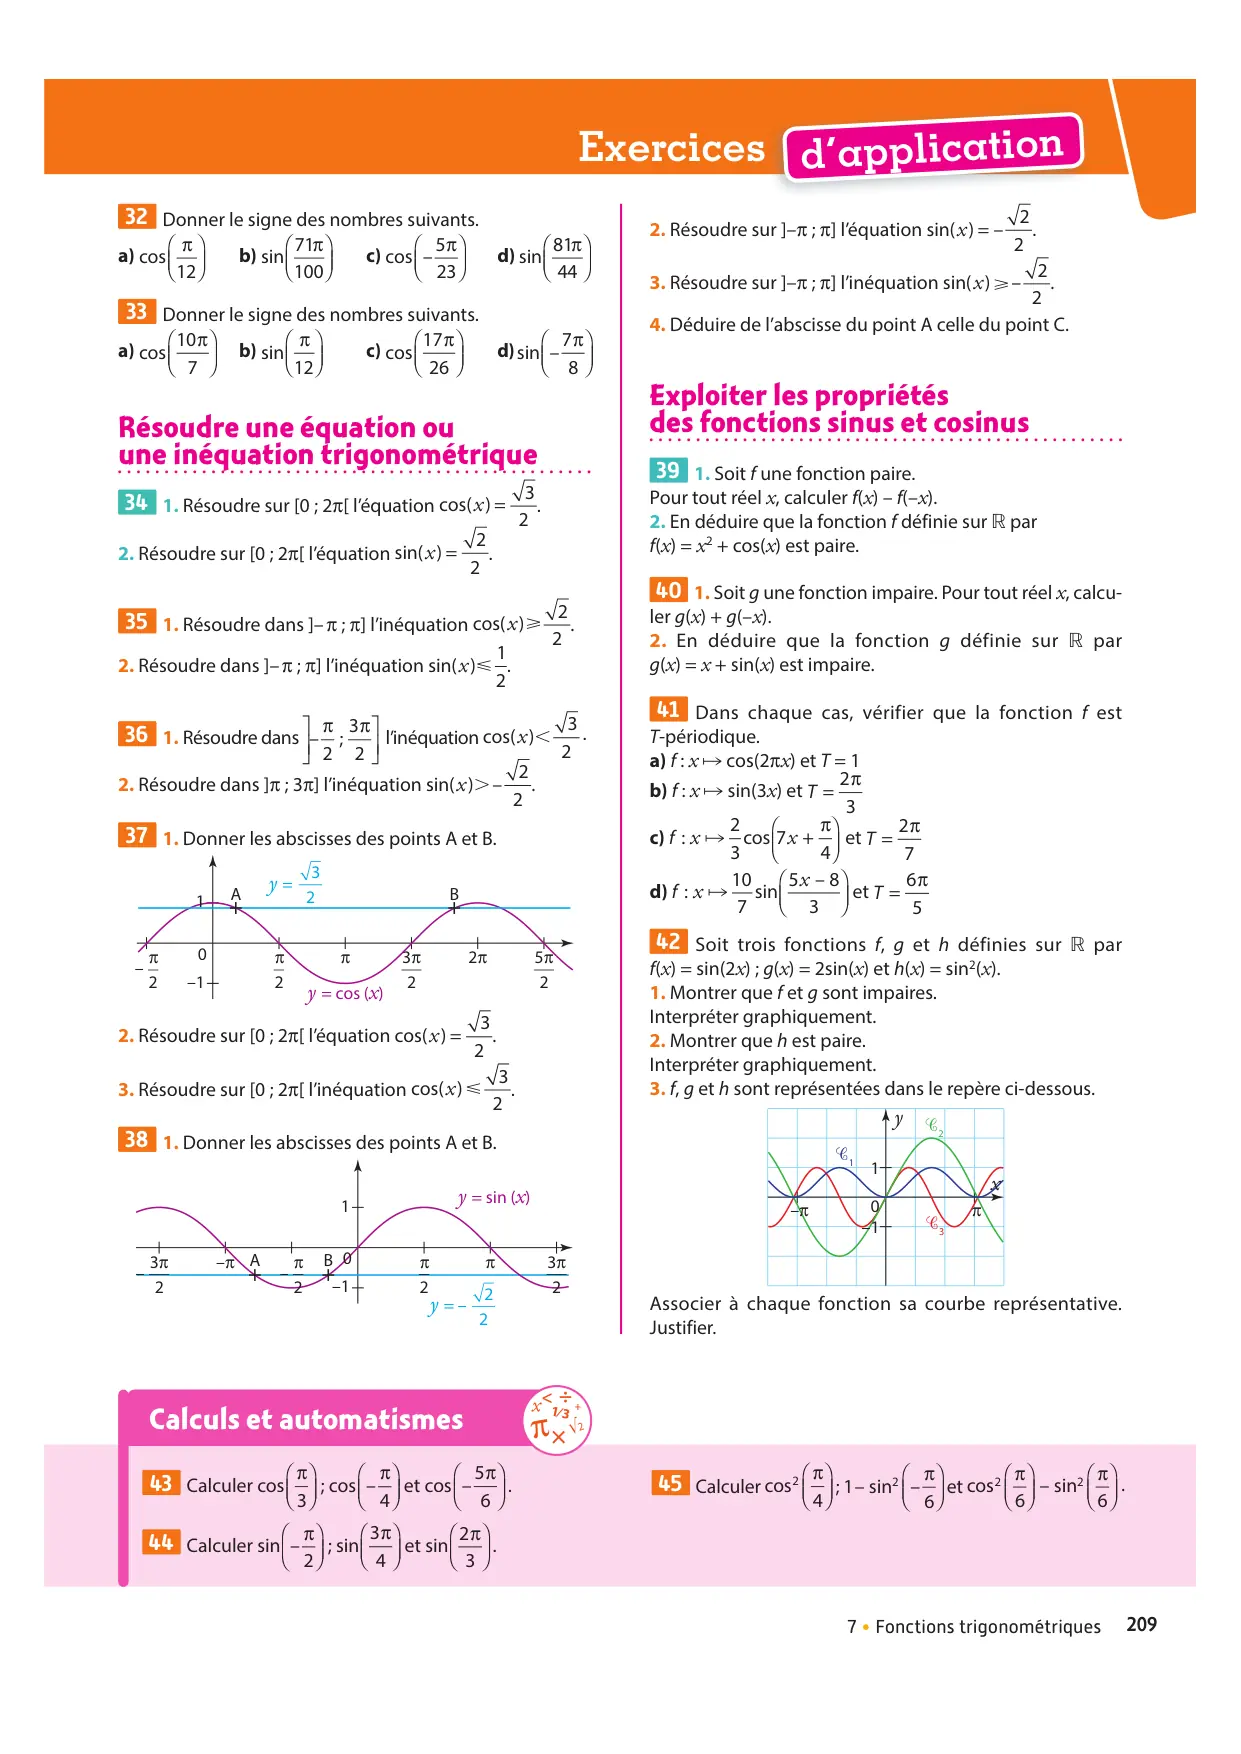 Exercices d'application
32 Donner le signe des nombres suivants.
a) cos(π/12) b) sin(71π/100) c) cos(–5π/23) d) sin(81π/44)
33 Donner le signe des nombres suivants.
a) cos(10π/7) b) sin(π/12) c) cos(17π/26) d) sin(–7π/8)
Résoudre une équation ou
une inéquation trigonométrique
34 1. Résoudre sur [0 ; 2π[ l'équation cos(x) = √3/2.
2. Résoudre sur [0 ; 2π[ l'équation sin(x) = √2/2.
35 1. Résoudre dans ]– π ; π] l'inéquation cos(x) ⩾ √2/2.
2. Résoudre dans ]– π ; π] l'inéquation sin(x) ⩽ 1/2.
36 1. Résoudre dans ]–π/2 ; 3π/2] l'inéquation cos(x) < √3/2.
2. Résoudre dans ]π ; 3π] l'inéquation sin(x) > –√2/2.
37 1. Donner les abscisses des points A et B.
y = √3/2
1 A B
–π/2 0 π/2 π 3π/2 2π 5π/2
–1
y = cos (x)
2. Résoudre sur [0 ; 2π[ l'équation cos(x) = √3/2.
3. Résoudre sur [0 ; 2π[ l'inéquation cos(x) ⩽ √3/2.
38 1. Donner les abscisses des points A et B.
1 y = sin (x)
–3π/2 –π A –π/2 B 0 π/2 π 3π/2
–1
y = –√2/2
2. Résoudre sur ]–π ; π] l'équation sin(x) = –√2/2.
3. Résoudre sur ]–π ; π] l'inéquation sin(x) ⩾ –√2/2.
4. Déduire de l'abscisse du point A celle du point C.
Exploiter les propriétés
des fonctions sinus et cosinus
39 1. Soit f une fonction paire.
Pour tout réel x, calculer f(x) – f(–x).
2. En déduire que la fonction f définie sur ℝ par
f(x) = x² + cos(x) est paire.
40 1. Soit g une fonction impaire. Pour tout réel x, calcu-
ler g(x) + g(–x).
2. En déduire que la fonction g définie sur ℝ par
g(x) = x + sin(x) est impaire.
41 Dans chaque cas, vérifier que la fonction f est
T-périodique.
a) f : x ↦ cos(2πx) et T = 1
b) f : x ↦ sin(3x) et T = 2π/3
c) f : x ↦ 2/3 cos(7x + π/4) et T = 2π/7
d) f : x ↦ 10/7 sin((5x – 8)/3) et T = 6π/5
42 Soit trois fonctions f, g et h définies sur ℝ par
f(x) = sin(2x) ; g(x) = 2sin(x) et h(x) = sin²(x).
1. Montrer que f et g sont impaires.
Interpréter graphiquement.
2. Montrer que h est paire.
Interpréter graphiquement.
3. f, g et h sont représentées dans le repère ci-dessous.
y 𝒞₂
𝒞₁ 1
x
–π 0 π
–1 𝒞₃
Associer à chaque fonction sa courbe représentative.
Justifier.
Calculs et automatismes
x < ÷ 1/3 + π × √2
43 Calculer cos(π/3) ; cos(–π/4) et cos(–5π/6).
44 Calculer sin(–π/2) ; sin(3π/4) et sin(2π/3).
45 Calculer cos²(π/4) ; 1 – sin²(–π/6) et cos²(π/6) – sin²(π/6).
7 • Fonctions trigonométriques 209